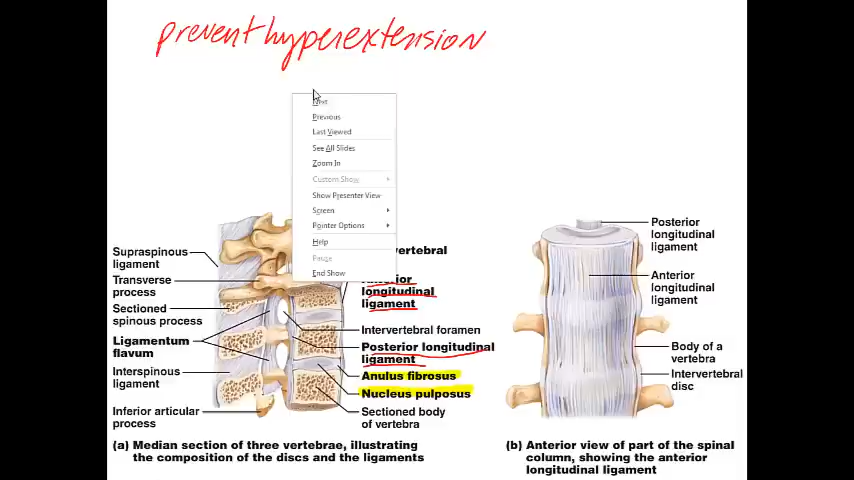 prevent hyperextension
Next
Previous
Last Viewed
See All Slides
Zoom In
Custom Show
Show Presenter View
Screen
Pointer Options
Help
Pause
End Show
Supraspinous
ligament
Transverse
process
Sectioned
spinous process
Ligamentum
flavum
Interspinous
ligament
Inferior articular
process
longitudinal
ligament
Intervertebral foramen
Posterior longitudinal
ligament
Anulus fibrosus
Nucleus pulposus
Sectioned body
of vertebra
(a) Median section of three vertebrae, illustrating
the composition of the discs and the ligaments
Posterior
longitudinal
ligament
Anterior
longitudinal
ligament
Body of a
vertebra
Intervertebral
disc
(b) Anterior view of part of the spinal
column, showing the anterior
longitudinal ligament